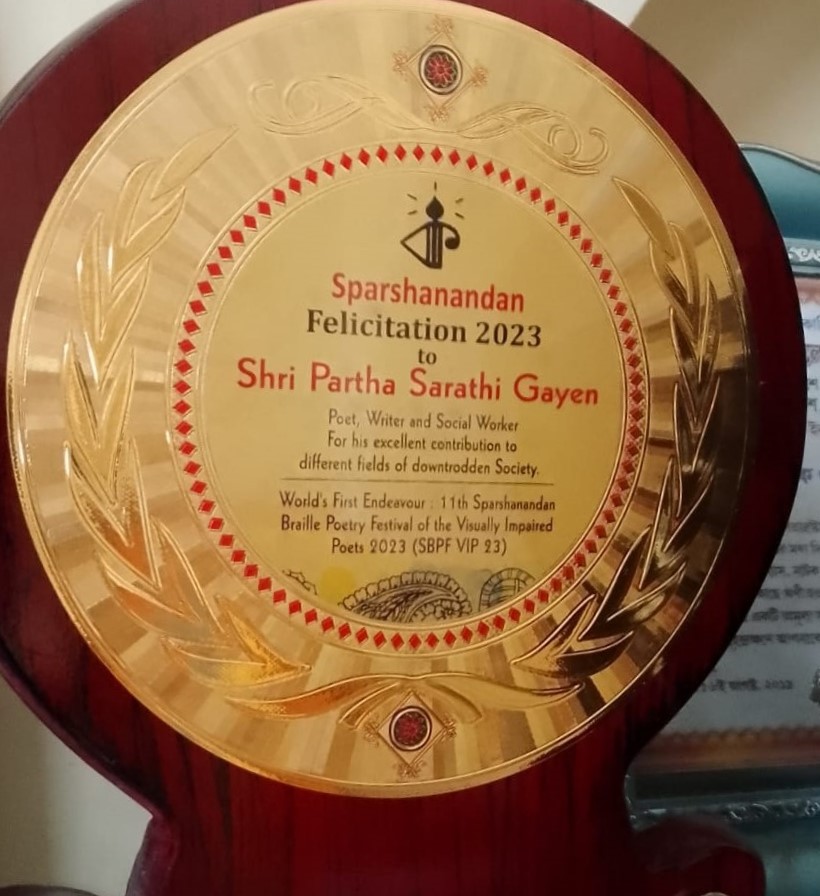 Sparshanandan
Felicitation 2023
to
Shri Partha Sarathi Gayen
Poet, Writer and Social Worker
For his excellent contribution to
different fields of downtrodden Society.
World's First Endeavour : 11th Sparshanandan
Braille Poetry Festival of the Visually Impaired
Poets 2023 (SBPF VIP 23)